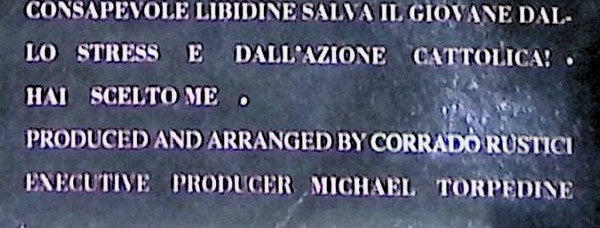 CONSAPEVOLE LIBIDINE SALVA IL GIOVANE DAL-
LO STRESS E DALL'AZIONE CATTOLICA! •
HAI SCELTO ME •
PRODUCED AND ARRANGED BY CORRADO RUSTICI
EXECUTIVE PRODUCER MICHAEL TORPEDINE